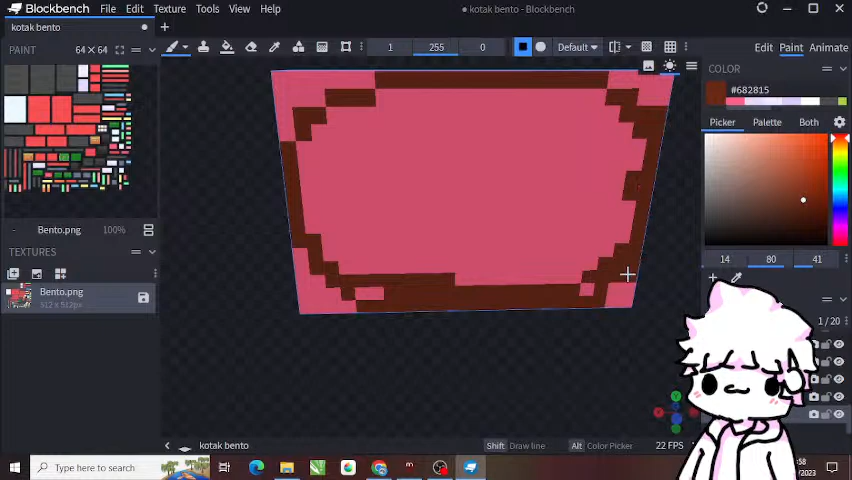 Blockbench File Edit Texture Tools View Help
kotak bento - Blockbench
kotak bento
PAINT 64 × 64
1 255 0 Default
Edit Paint Animate
COLOR
#682815
Picker Palette Both
Bento.png 100%
TEXTURES
Bento.png
512 x 512px
14 80 41
1 / 20
kotak bento
Shift Draw line Alt Color Picker 22 FPS
Type here to search